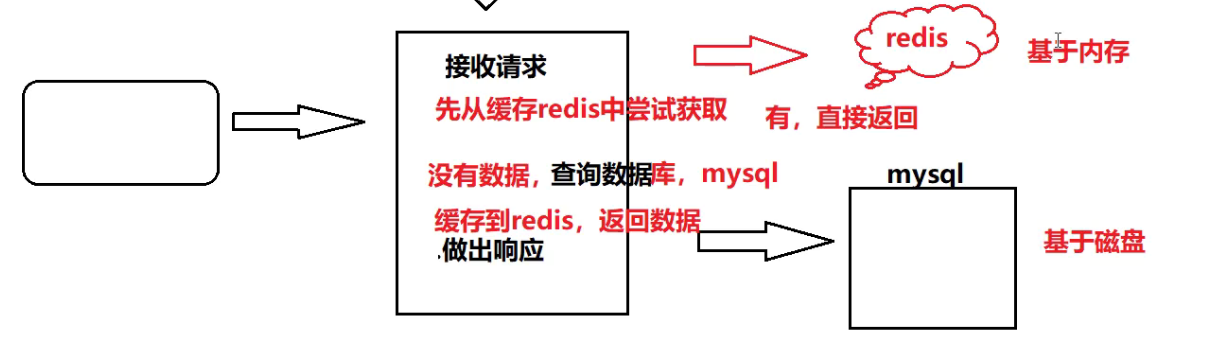 redis
基于内存
接收请求
先从缓存redis中尝试获取
有，直接返回
没有数据，查询数据库，mysql
mysql
缓存到redis，返回数据
.做出响应
基于磁盘